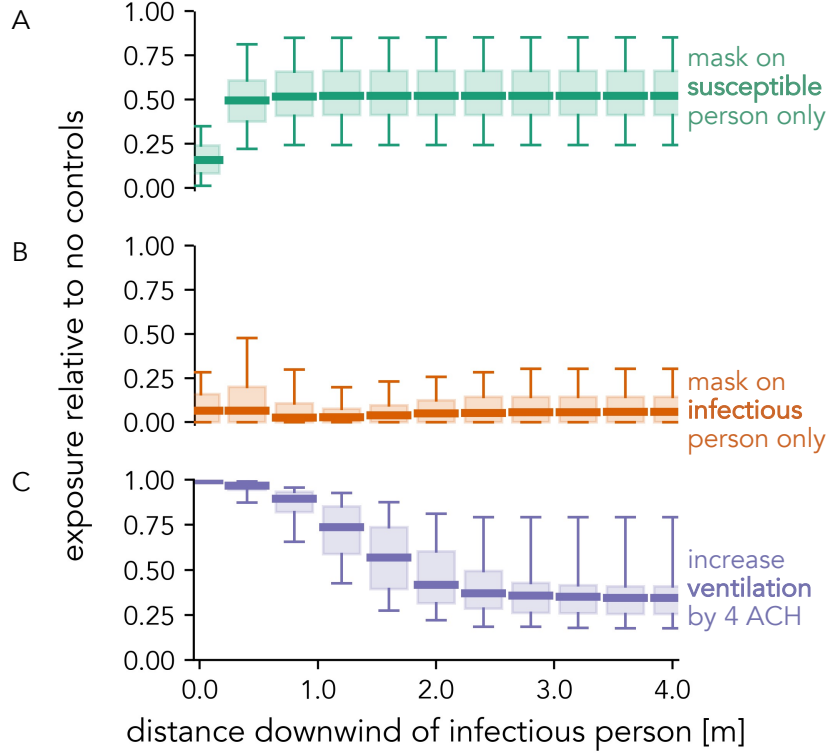 A
1.00
0.75
0.50
0.25
0.00
mask on
susceptible
person only
exposure relative to no controls
B
1.00
0.75
0.50
0.25
0.00
mask on
infectious
person only
C
1.00
0.75
0.50
0.25
0.00
increase
ventilation
by 4 ACH
0.0 1.0 2.0 3.0 4.0
distance downwind of infectious person [m]